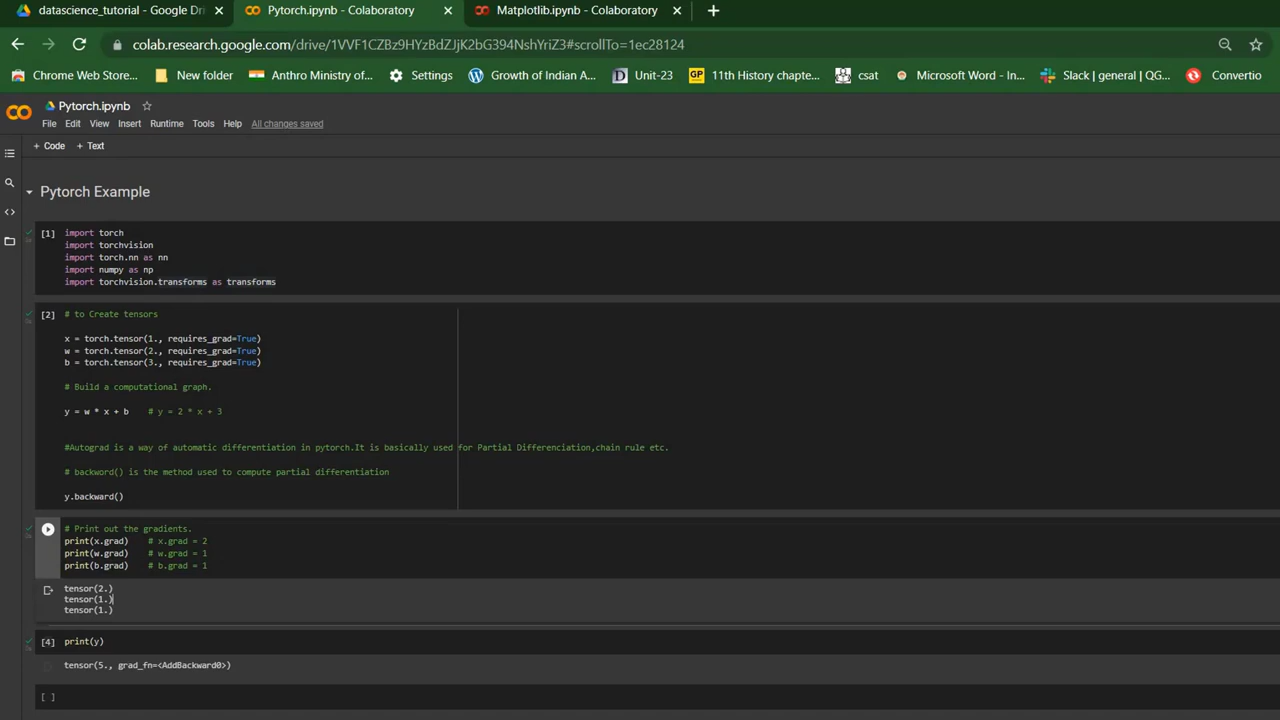 datascience_tutorial - Google Dri
Pytorch.ipynb - Colaboratory
Matplotlib.ipynb - Colaboratory
colab.research.google.com/drive/1VVF1CZBz9HYzBdZJjK2bG394NshYriZ3#scrollTo=1ec28124
Chrome Web Store...
New folder
Anthro Ministry of...
Settings
Growth of Indian A...
Unit-23
GP 11th History chapte...
csat
Microsoft Word - In...
Slack | general | QG...
Convertio
Pytorch.ipynb
File Edit View Insert Runtime Tools Help All changes saved
+ Code + Text
Pytorch Example
[1] import torch
import torchvision
import torch.nn as nn
import numpy as np
import torchvision.transforms as transforms
[2] # to Create tensors
x = torch.tensor(1., requires_grad=True)
w = torch.tensor(2., requires_grad=True)
b = torch.tensor(3., requires_grad=True)
# Build a computational graph.
y = w * x + b # y = 2 * x + 3
#Autograd is a way of automatic differentiation in pytorch.It is basically used for Partial Differenciation,chain rule etc.
# backword() is the method used to compute partial differentiation
y.backward()
# Print out the gradients.
print(x.grad) # x.grad = 2
print(w.grad) # w.grad = 1
print(b.grad) # b.grad = 1
tensor(2.)
tensor(1.)
tensor(1.)
[4] print(y)
tensor(5., grad_fn=<AddBackward0>)
[ ]